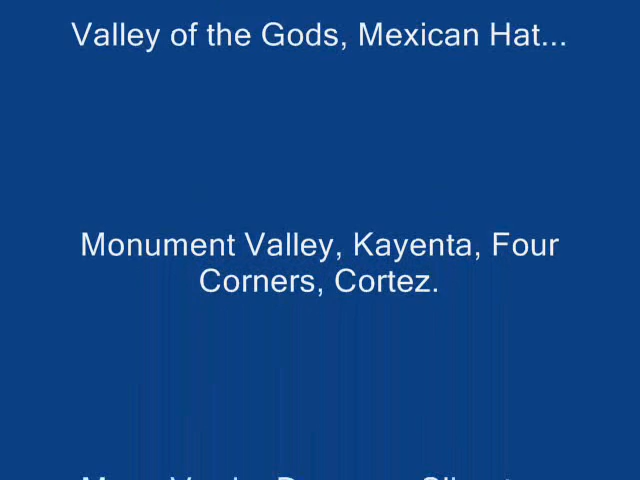 Valley of the Gods, Mexican Hat...
Monument Valley, Kayenta, Four
Corners, Cortez.